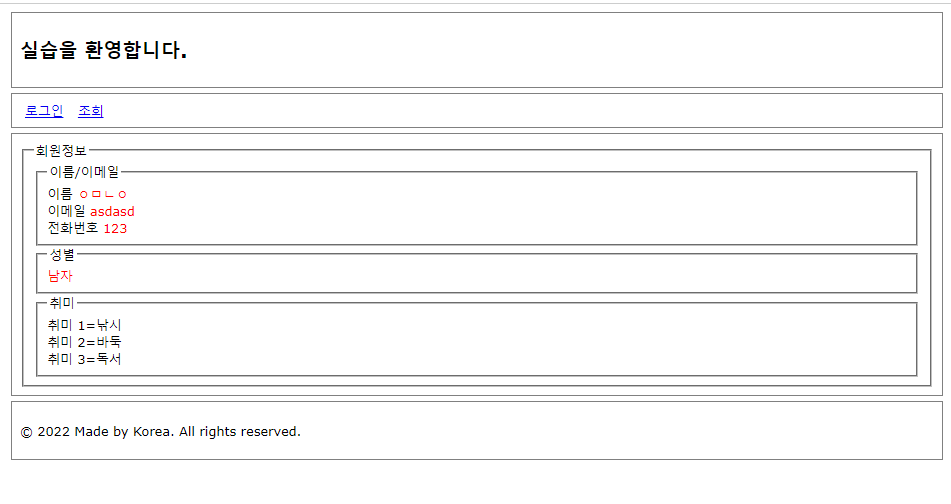 실습을 환영합니다.
로그인 조회
회원정보
이름/이메일
이름 ㅇㅁㄴㅇ
이메일 asdasd
전화번호 123
성별
남자
취미
취미 1=낚시
취미 2=바둑
취미 3=독서
© 2022 Made by Korea. All rights reserved.